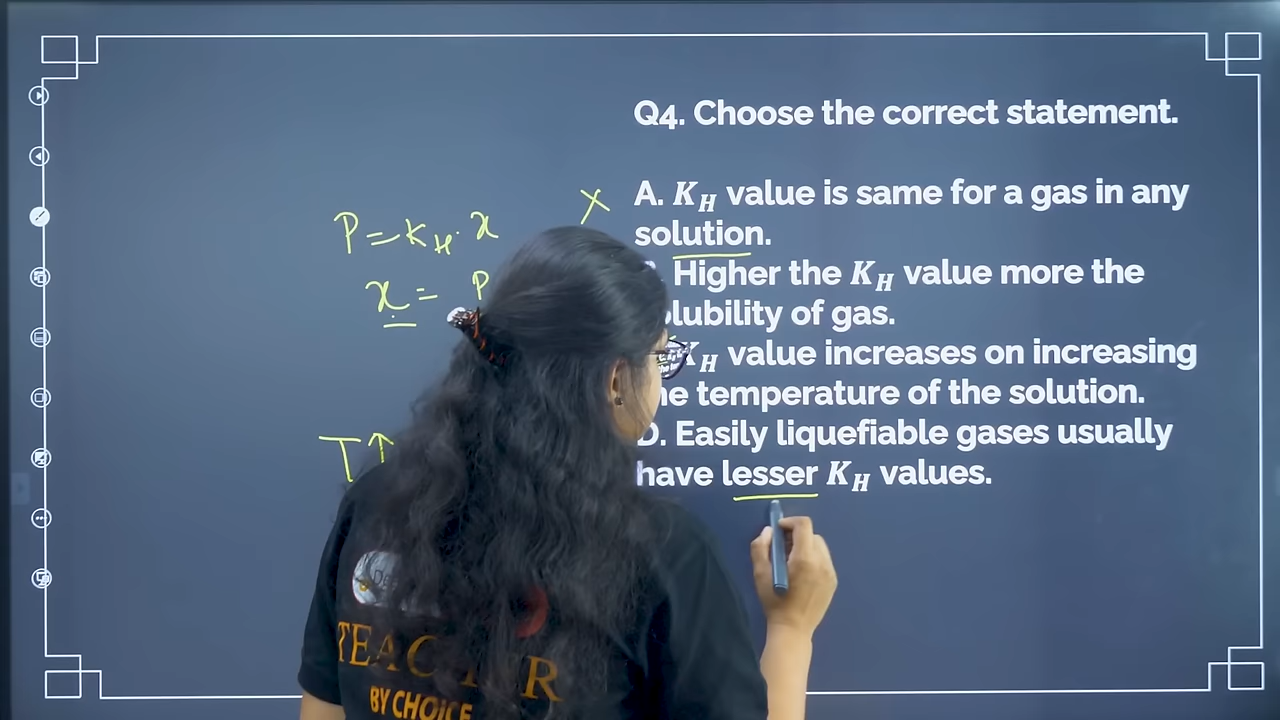 Q4. Choose the correct statement.
A. K_H value is same for a gas in any
solution.
Higher the K_H value more the
lubility of gas.
K_H value increases on increasing
he temperature of the solution.
D. Easily liquefiable gases usually
have lesser K_H values.
X
P = K_H . x
x = P
T↑
TEAC R
BY CHOICE